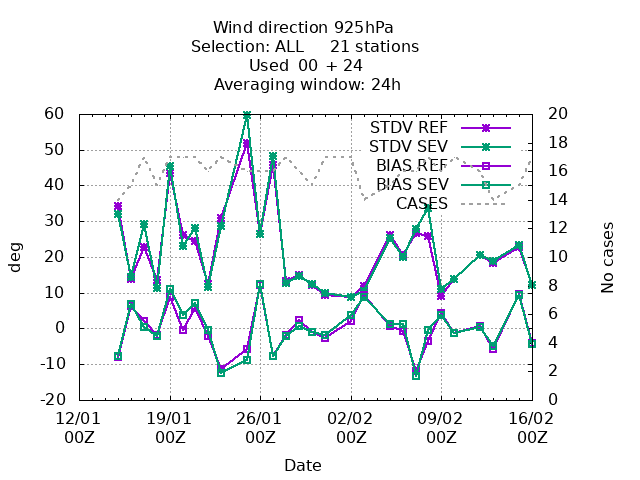 Wind direction 925hPa
Selection: ALL     21 stations
Used  00  + 24
Averaging window: 24h
STDV REF
STDV SEV
BIAS REF
BIAS SEV
CASES
60
50
40
30
20
10
0
-10
-20
20
18
16
14
12
10
8
6
4
2
0
deg
No cases
12/01 19/01 26/01 02/02 09/02 16/02
00Z 00Z 00Z 00Z 00Z 00Z
Date